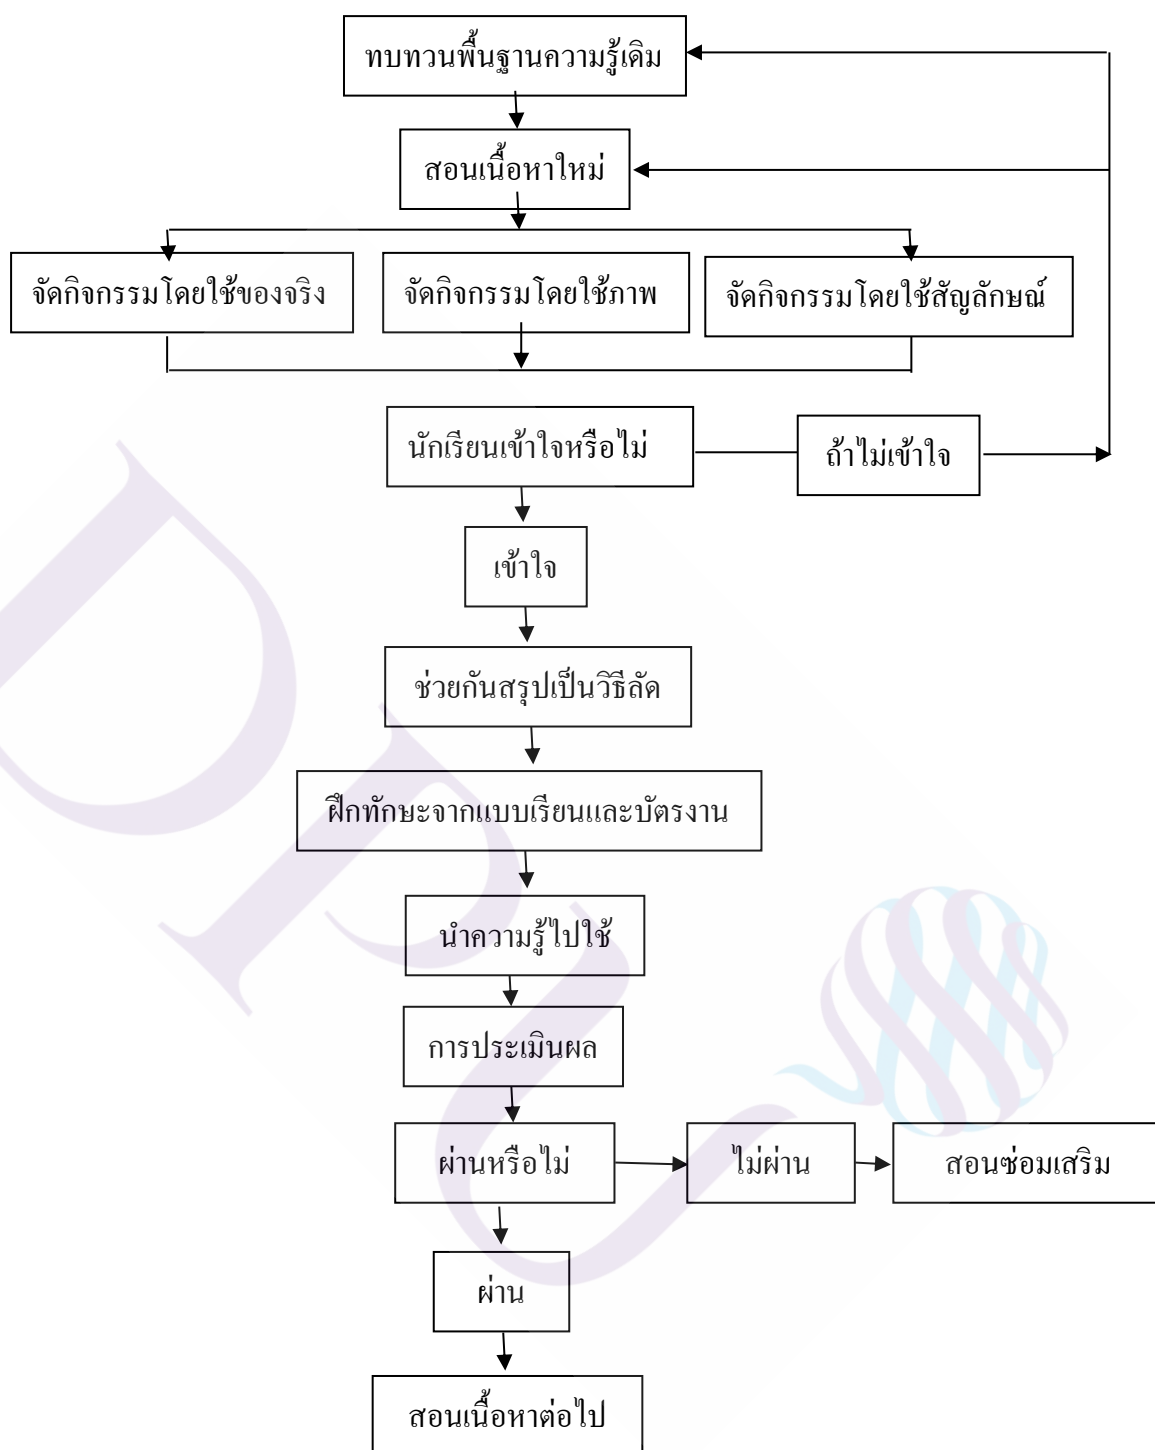 ทบทวนพื้นฐานความรู้เดิม
สอนเนื้อหาใหม่
จัดกิจกรรมโดยใช้ของจริง
จัดกิจกรรมโดยใช้ภาพ
จัดกิจกรรมโดยใช้สัญลักษณ์
นักเรียนเข้าใจหรือไม่
ถ้าไม่เข้าใจ
เข้าใจ
ช่วยกันสรุปเป็นวิธีลัด
ฝึกทักษะจากแบบเรียนและบัตรงาน
นำความรู้ไปใช้
การประเมินผล
ผ่านหรือไม่
ไม่ผ่าน
สอนซ่อมเสริม
ผ่าน
สอนเนื้อหาต่อไป
DPU